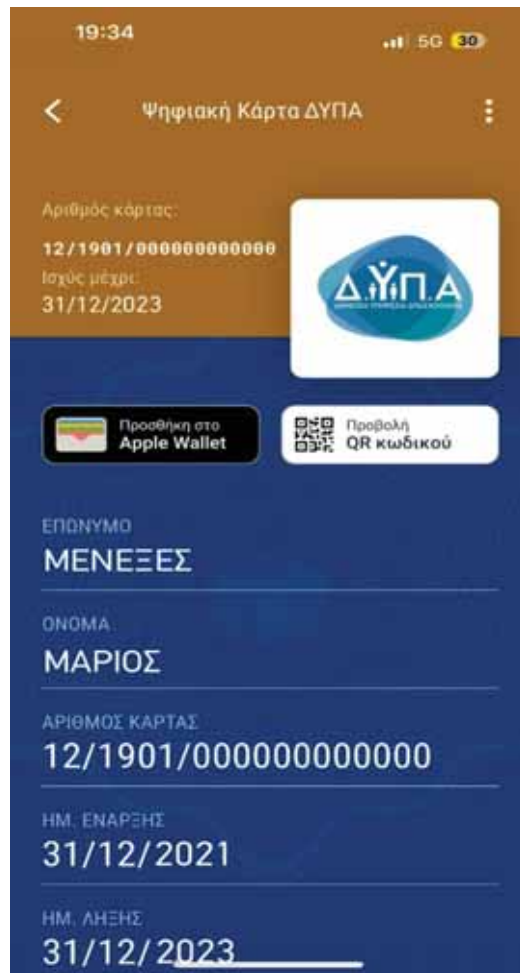 19:34
5G 30
Ψηφιακή Κάρτα ΔΥΠΑ
Αριθμός κάρτας:
12/1901/000000000000
Ισχύς μέχρι:
31/12/2023
Δ.ΥΠ.Α
Προσθήκη στο
Apple Wallet
Προβολή
QR κωδικού
ΕΠΩΝΥΜΟ
ΜΕΝΕΞΕΣ
ΟΝΟΜΑ
ΜΑΡΙΟΣ
ΑΡΙΘΜΟΣ ΚΑΡΤΑΣ
12/1901/000000000000
ΗΜ. ΕΝΑΡΞΗΣ
31/12/2021
ΗΜ. ΛΗΞΗΣ
31/12/2023